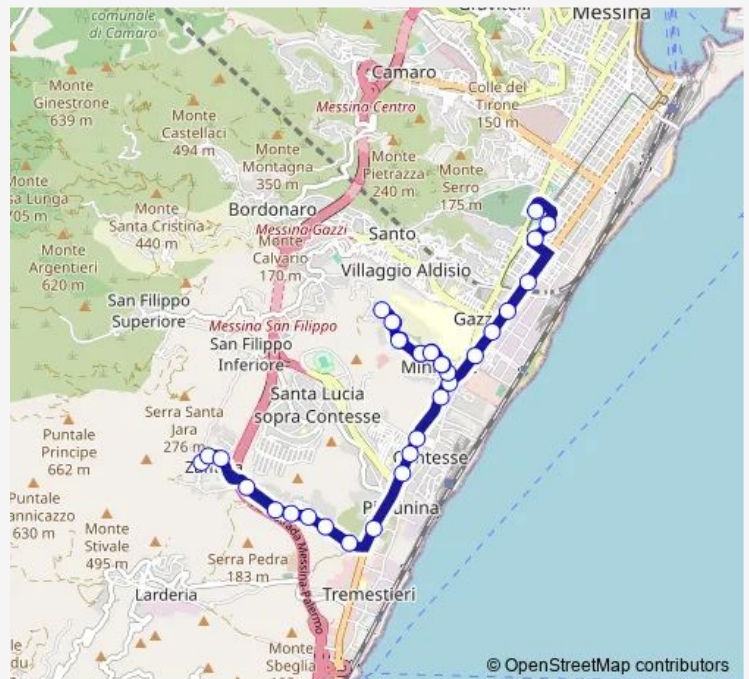 comunale
di Camaro
Gravitelli
Messina
Camaro
Monte
Ginestrone
639 m
Messina Centro
Colle del
Tirone
150 m
Monte
Castellaci
494 m
Monte
Montagna
350 m
Monte
Pietrazza
240 m
Monte
Serro
175 m
Monte
Santa Cristina
440 m
Bordonaro
Messina Gazzi
Monte
Calvario
170 m
Santo
Villaggio Aldisio
Monte
Argentieri
620 m
San Filippo
Superiore
Messina San Filippo
San Filippo
Inferiore
Gazz
Santa Lucia
sopra Contesse
Serra Santa
Jara
276 m
Puntale
Principe
662 m
630 m
Monte
Stivale
495 m
Serra Pedra
183 m
Larderia
Tremestieri
Monte
Sbeglia
© OpenStreetMap contributors